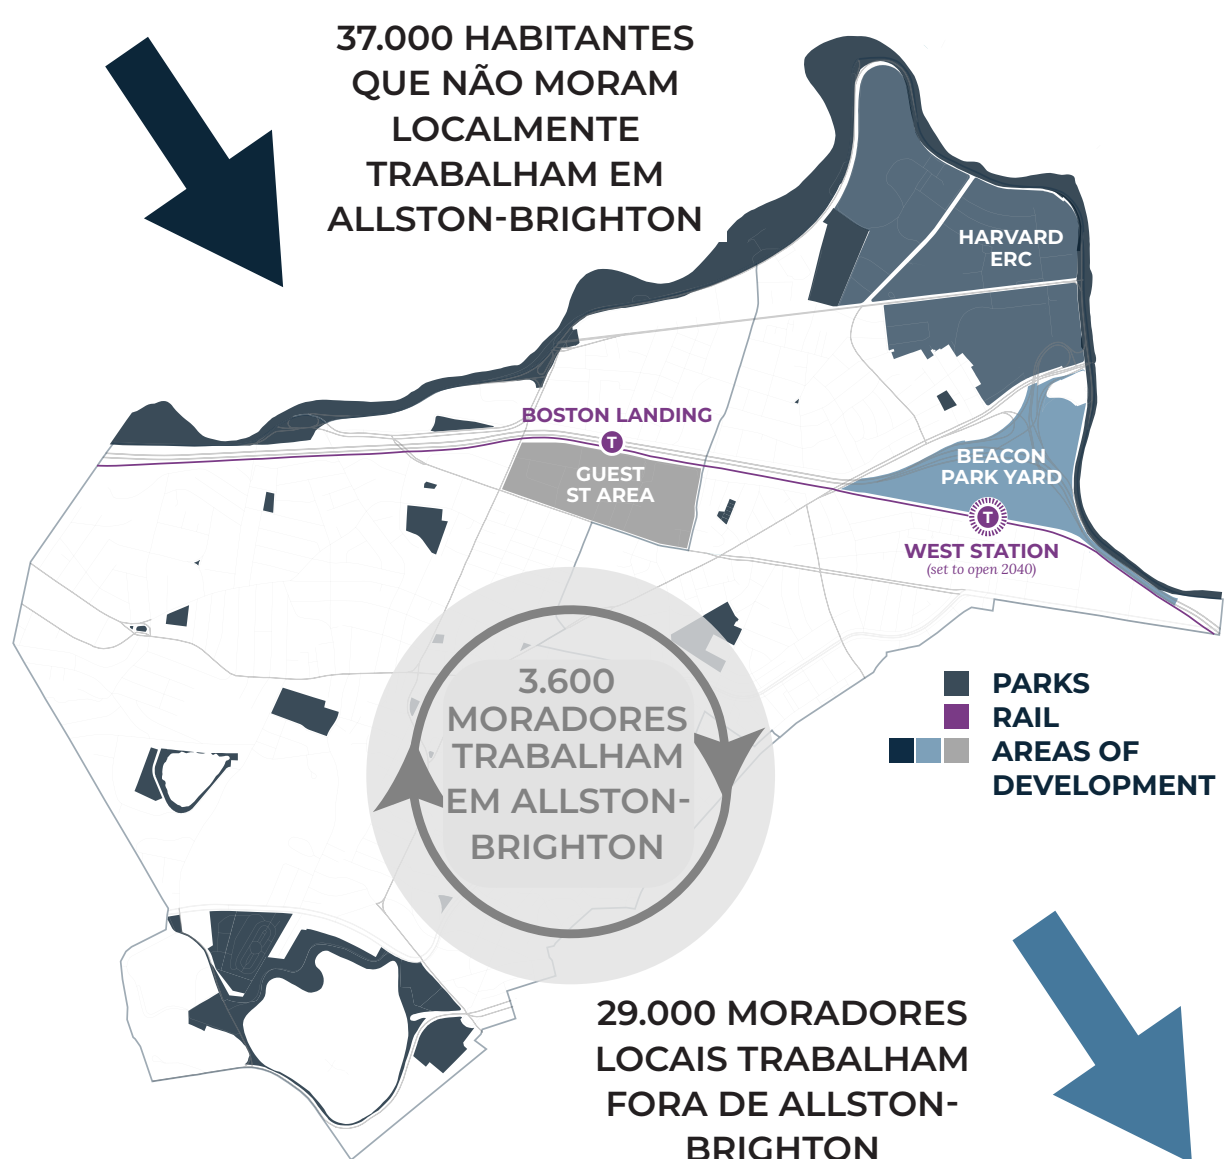 37.000 HABITANTES
QUE NÃO MORAM
LOCALMENTE
TRABALHAM EM
ALLSTON-BRIGHTON
HARVARD
ERC
BOSTON LANDING
T
GUEST
ST AREA
BEACON
PARK YARD
T
WEST STATION
(set to open 2040)
3.600
MORADORES
TRABALHAM
EM ALLSTON-
BRIGHTON
PARKS
RAIL
AREAS OF
DEVELOPMENT
29.000 MORADORES
LOCAIS TRABALHAM
FORA DE ALLSTON-
BRIGHTON